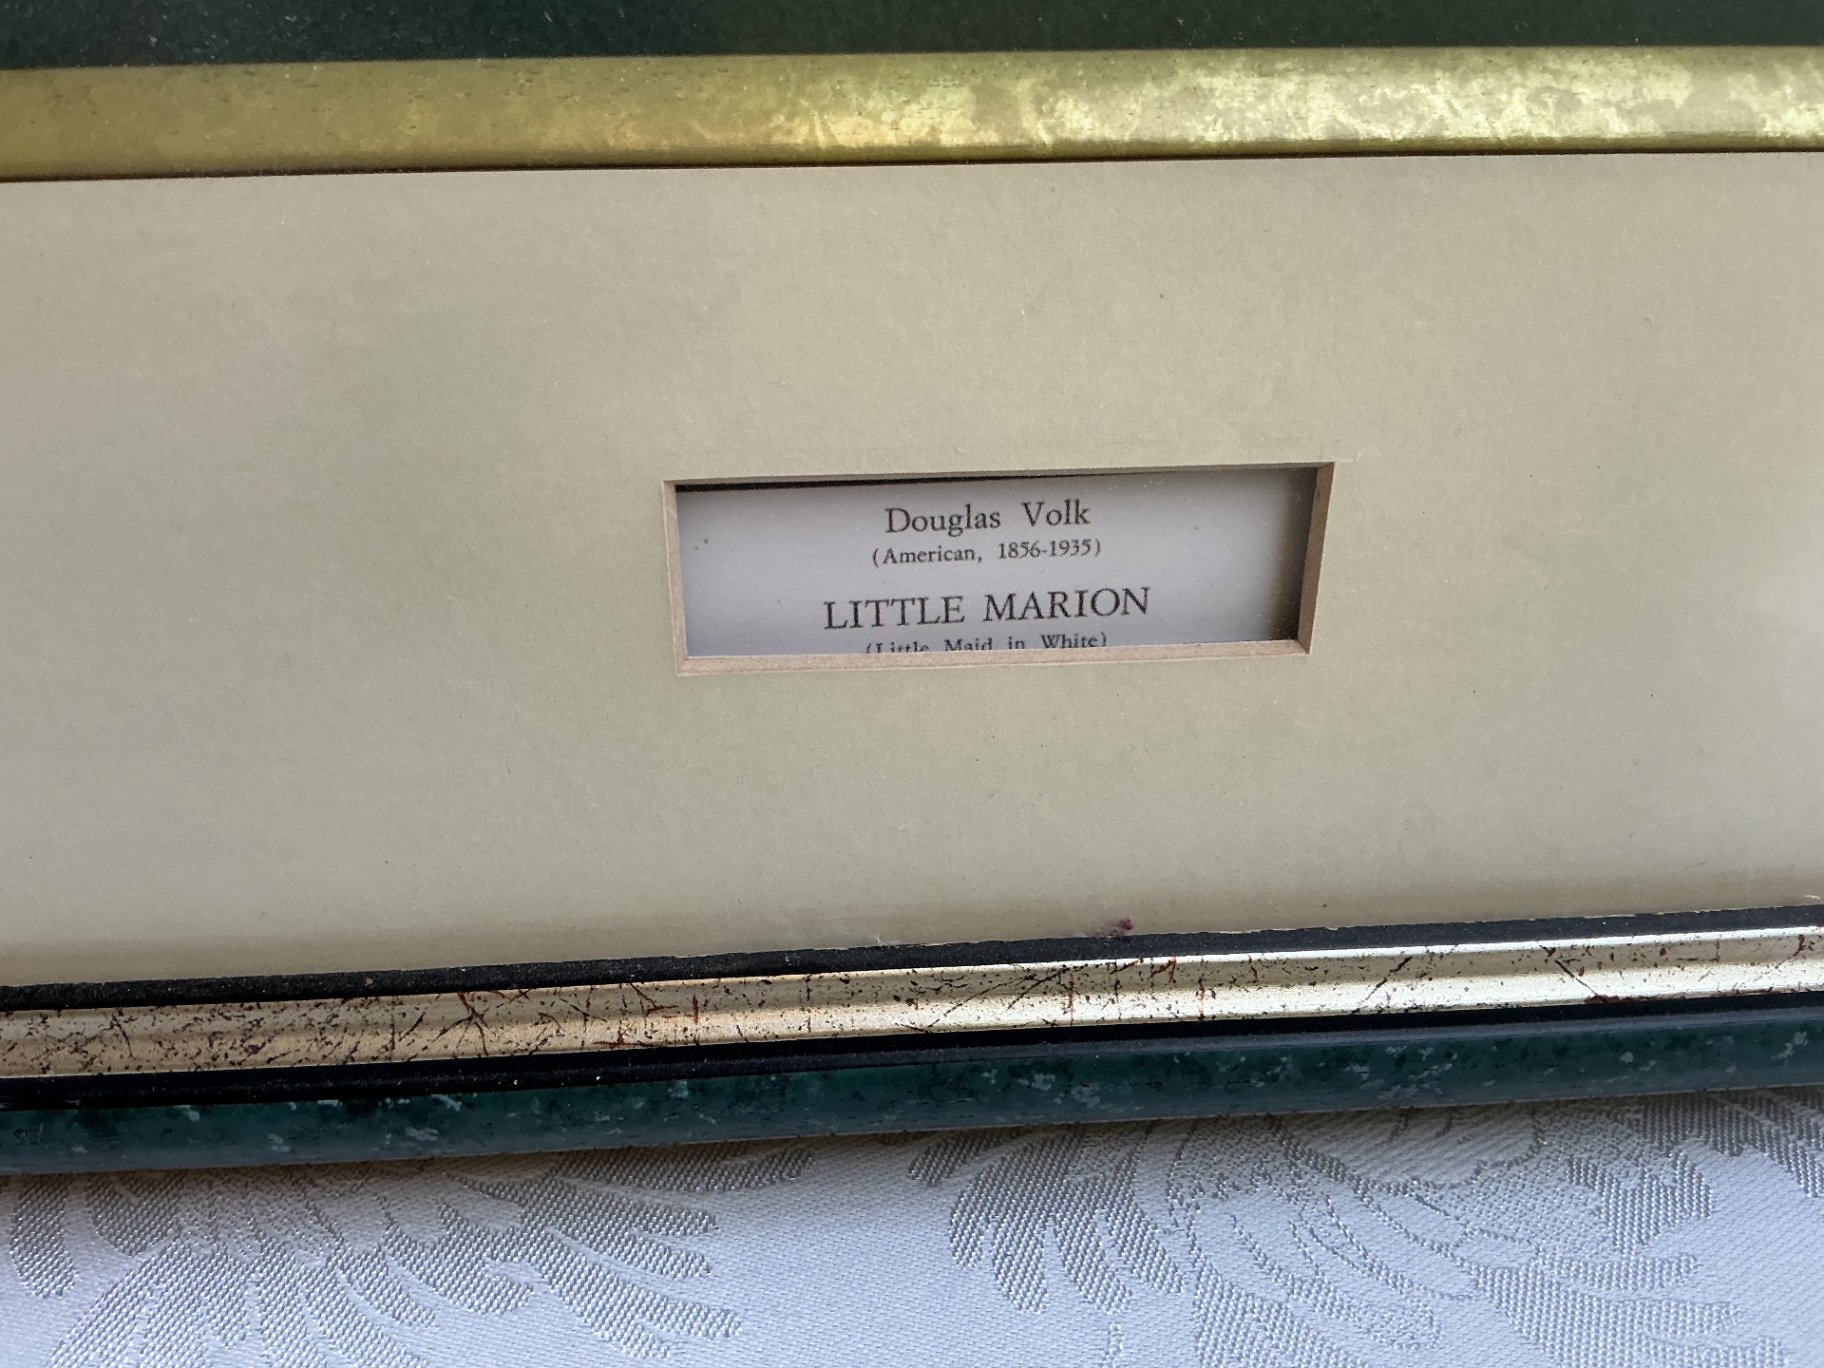 Douglas Volk
(American, 1856-1935)
LITTLE MARION
(Little Maid in White)